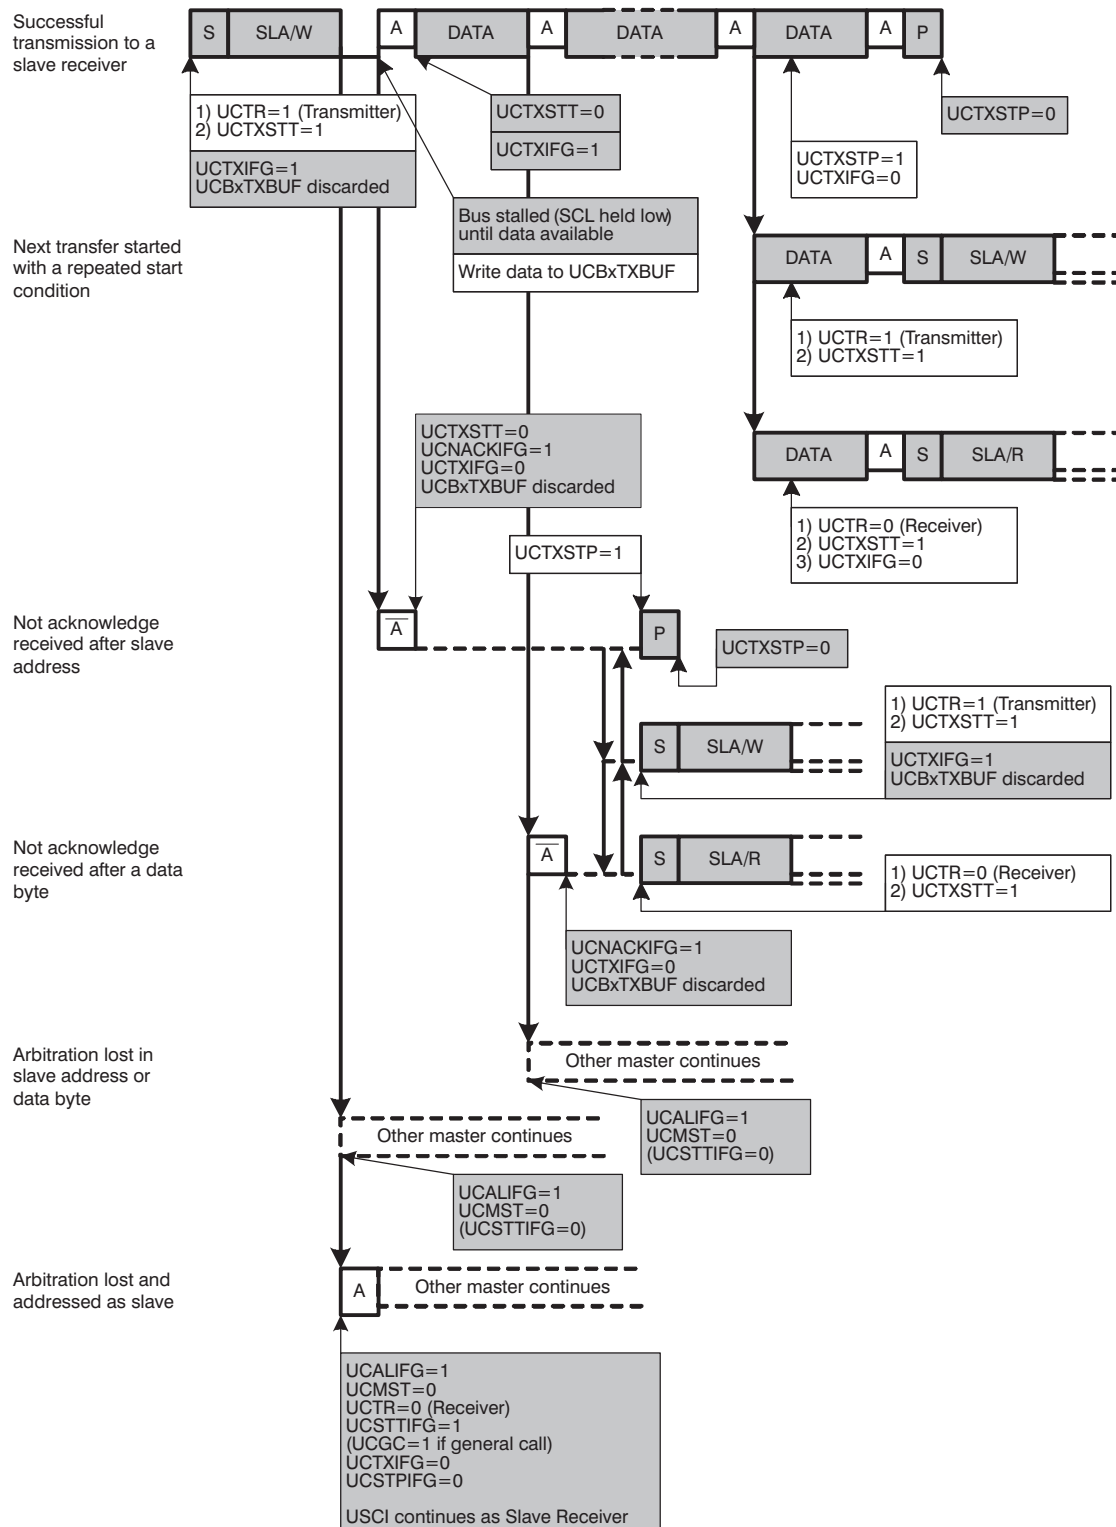 Successful
transmission to a
slave receiver
S
SLA/W
A
DATA
A
DATA
A
DATA
A
P
1) UCTR=1 (Transmitter)
2) UCTXSTT=1
UCTXIFG=1
UCBxTXBUF discarded
UCTXSTT=0
UCTXIFG=1
Bus stalled (SCL held low)
until data available
Write data to UCBxTXBUF
UCTXSTP=1
UCTXIFG=0
UCTXSTP=0
Next transfer started
with a repeated start
condition
DATA
A
S
SLA/W
1) UCTR=1 (Transmitter)
2) UCTXSTT=1
DATA
A
S
SLA/R
1) UCTR=0 (Receiver)
2) UCTXSTT=1
3) UCTXIFG=0
UCTXSTT=0
UCNACKIFG=1
UCTXIFG=0
UCBxTXBUF discarded
UCTXSTP=1
Not acknowledge
received after slave
address
A
P
UCTXSTP=0
S
SLA/W
1) UCTR=1 (Transmitter)
2) UCTXSTT=1
UCTXIFG=1
UCBxTXBUF discarded
Not acknowledge
received after a data
byte
A
S
SLA/R
1) UCTR=0 (Receiver)
2) UCTXSTT=1
UCNACKIFG=1
UCTXIFG=0
UCBxTXBUF discarded
Arbitration lost in
slave address or
data byte
Other master continues
UCALIFG=1
UCMST=0
(UCSTTIFG=0)
Other master continues
UCALIFG=1
UCMST=0
(UCSTTIFG=0)
Arbitration lost and
addressed as slave
A
Other master continues
UCALIFG=1
UCMST=0
UCTR=0 (Receiver)
UCSTTIFG=1
(UCGC=1 if general call)
UCTXIFG=0
UCSTPIFG=0
USCI continues as Slave Receiver